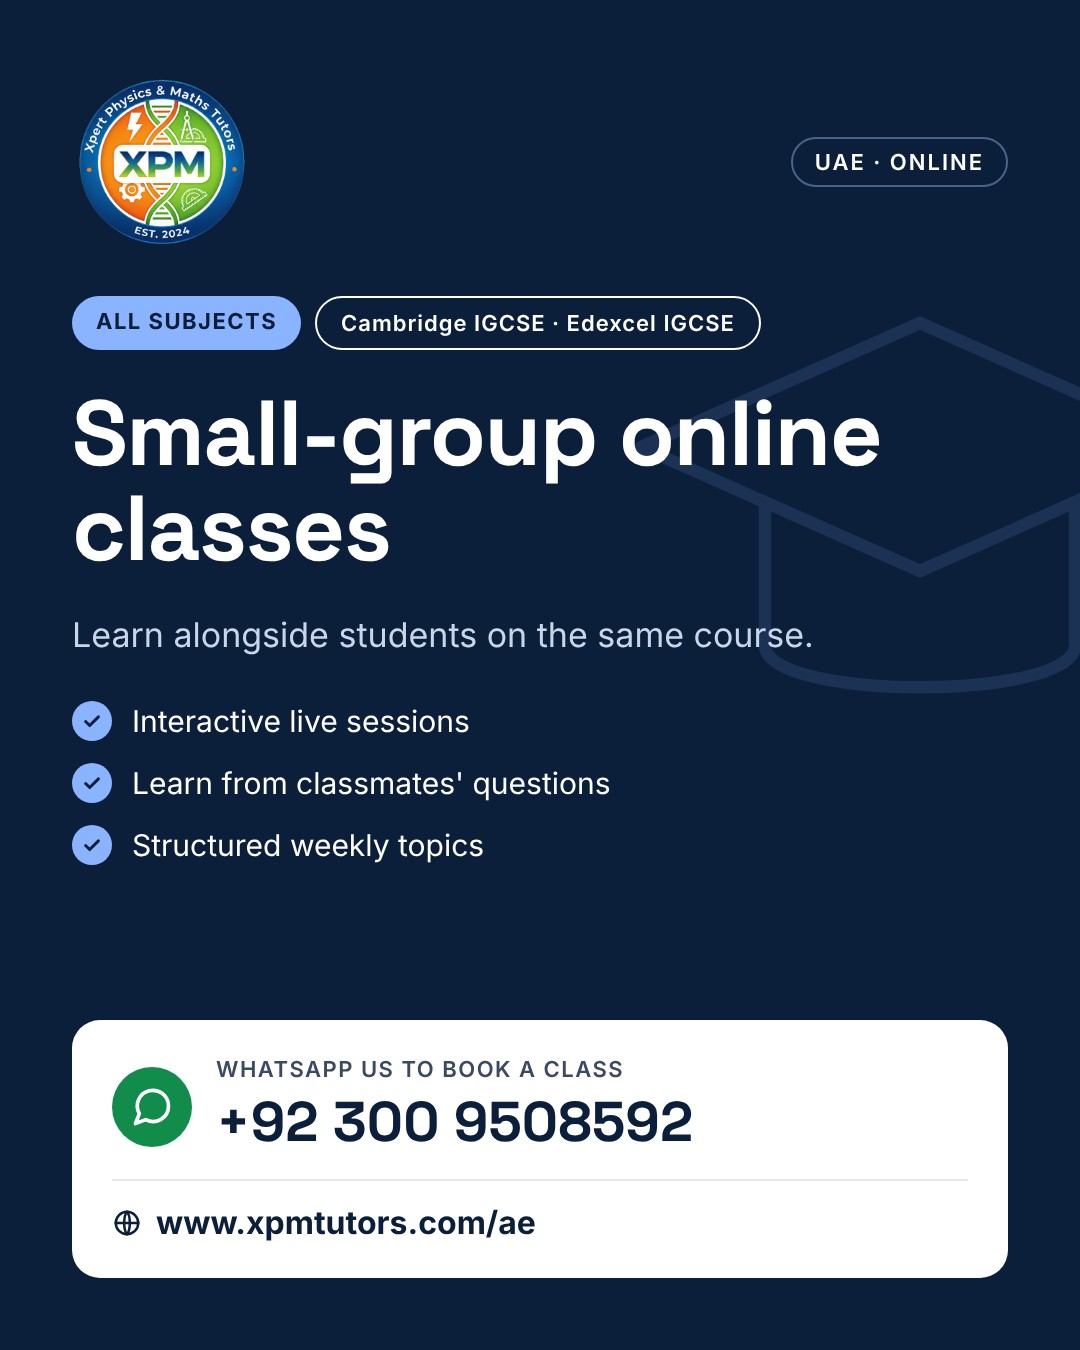 Xpert Physics & Maths Tutors
XPM
EST. 2024
UAE · ONLINE
ALL SUBJECTS
Cambridge IGCSE · Edexcel IGCSE
Small-group online
classes
Learn alongside students on the same course.
Interactive live sessions
Learn from classmates' questions
Structured weekly topics
WHATSAPP US TO BOOK A CLASS
+92 300 9508592
www.xpmtutors.com/ae